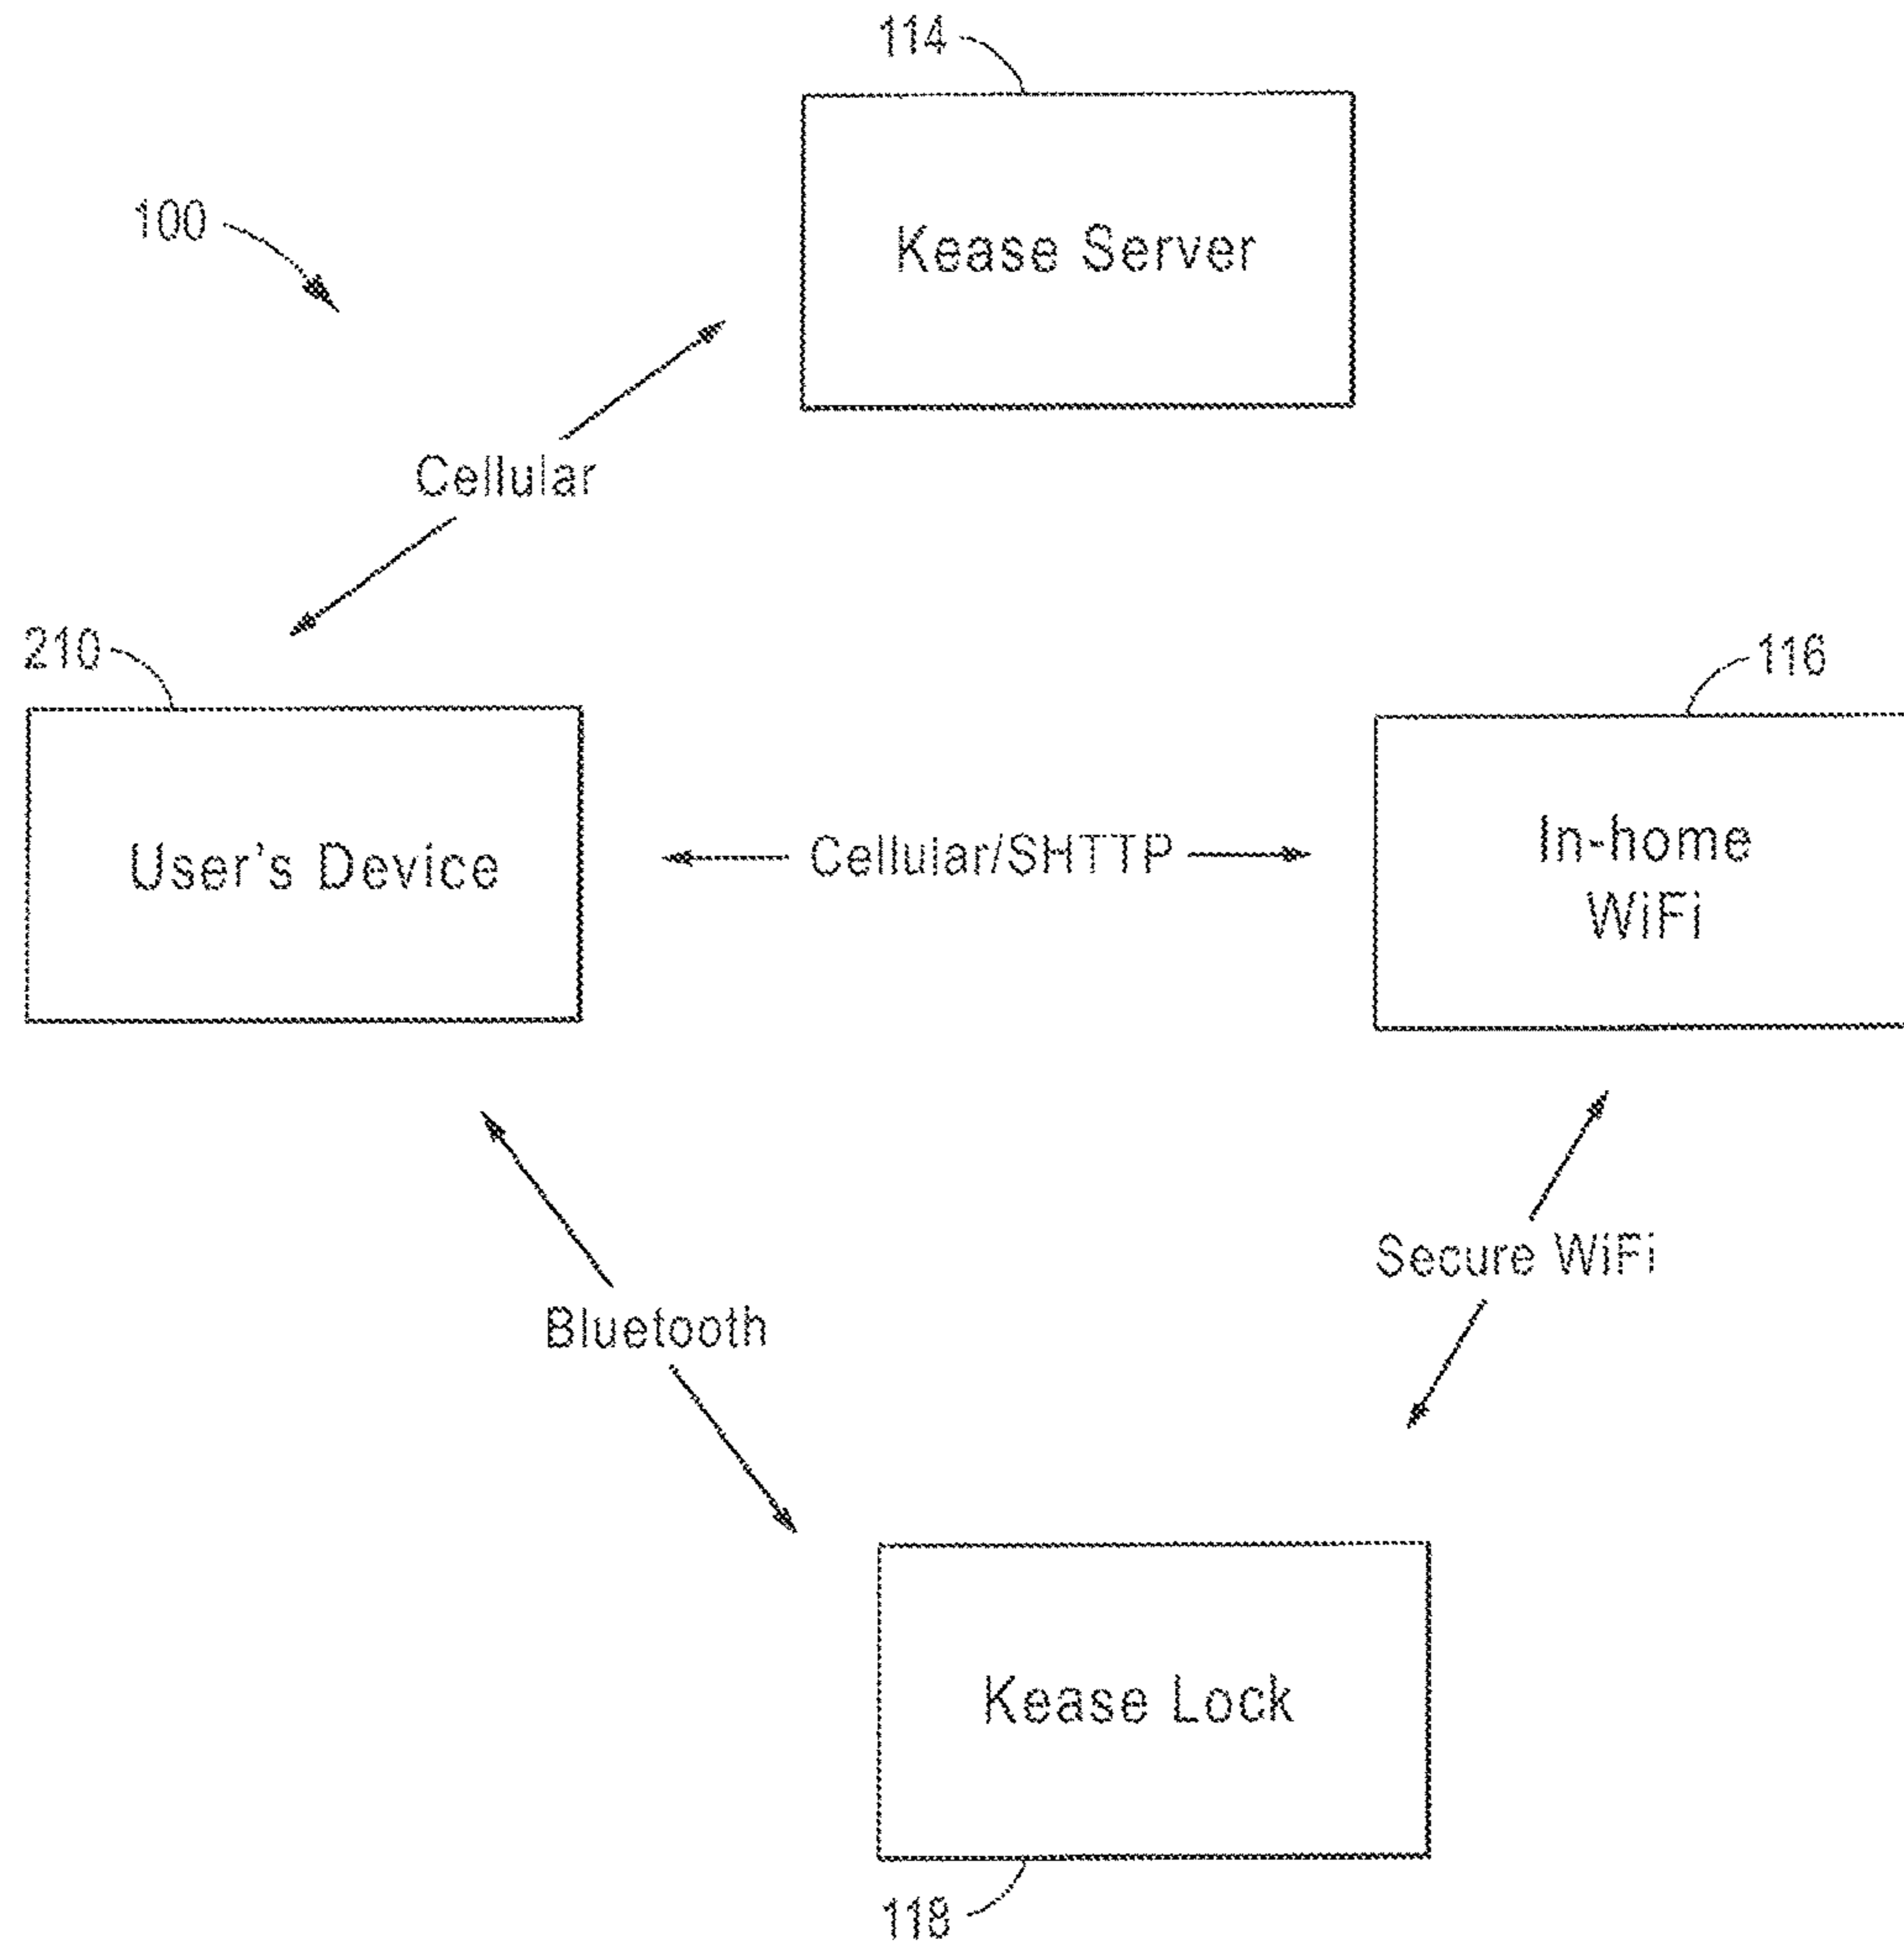 114
100
Kease Server
Cellular
210
116
User's Device
Cellular/SHTTP
In-home
WiFi
Secure WiFi
Bluetooth
Kease Lock
118